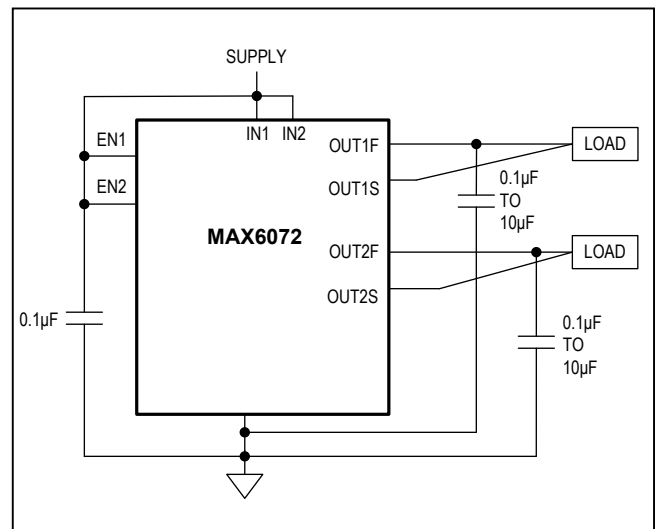 SUPPLY
EN1
IN1 IN2
OUT1F
LOAD
EN2
OUT1S
0.1µF
TO
10µF
MAX6072
OUT2F
LOAD
OUT2S
0.1µF
0.1µF
TO
10µF